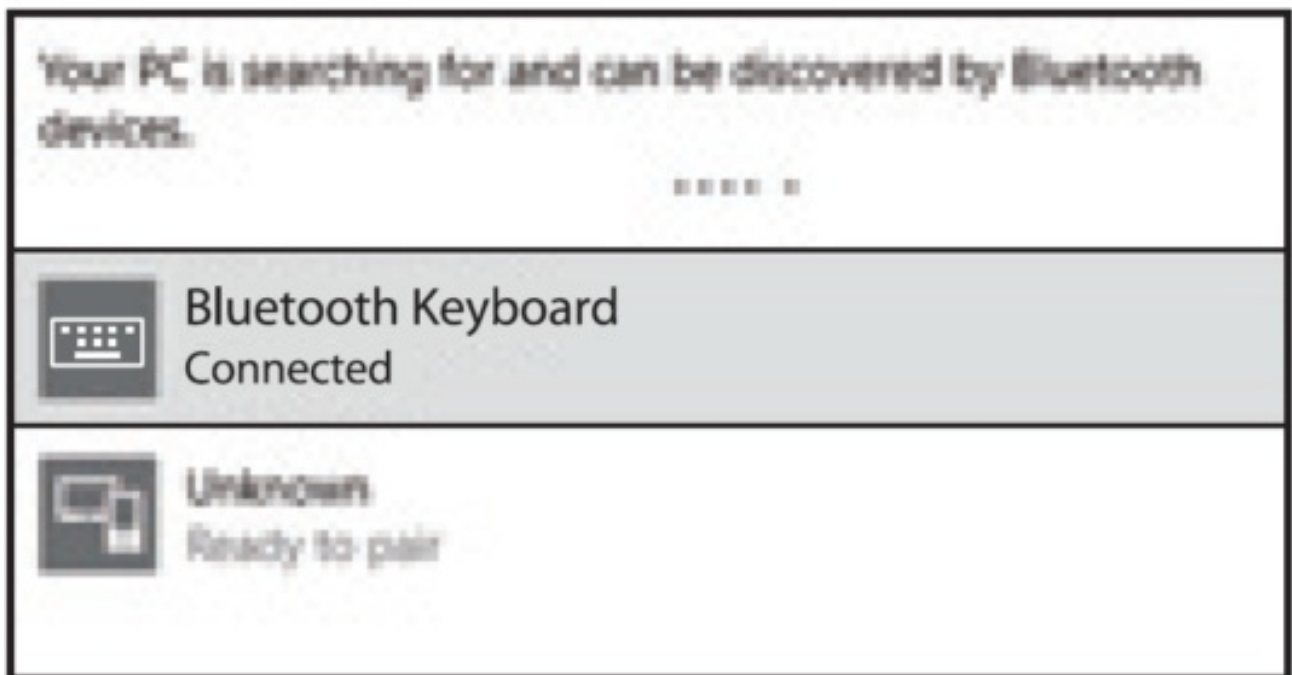 Your PC is searching for and can be discovered by Bluetooth
devices.
Bluetooth Keyboard
Connected
Unknown
Ready to pair